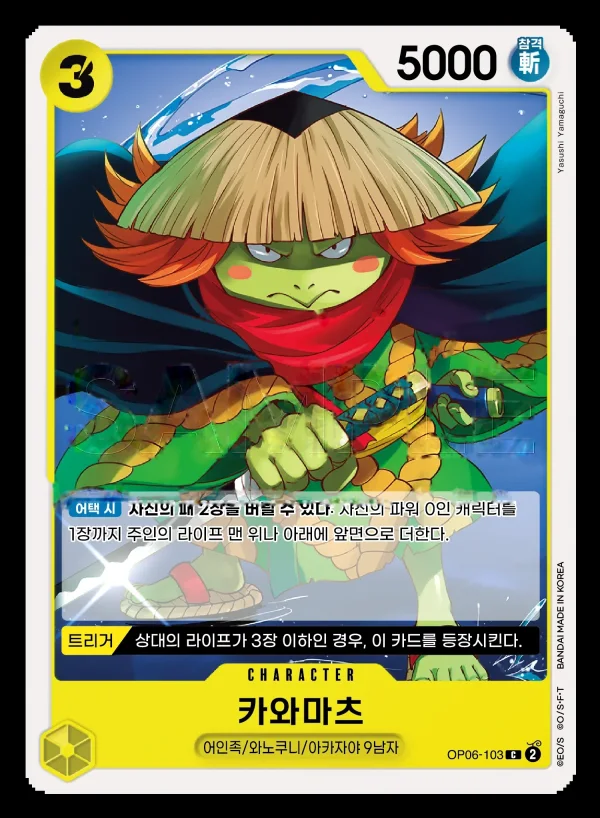 3
5000
참격
斬
Yasushi Yamaguchi
SAMPLE
어택 시 자신의 패 2장을 버릴 수 있다. 자신의 파워 0인 캐릭터를
1장까지 주인의 라이프 맨 위나 아래에 앞면으로 더한다.
트리거 상대의 라이프가 3장 이하인 경우, 이 카드를 등장시킨다.
CHARACTER
카와마츠
어인족/와노쿠니/아카자야 9남자
OP06-103 C 2
©EO/S ©O/S·F·T BANDAI MADE IN KOREA